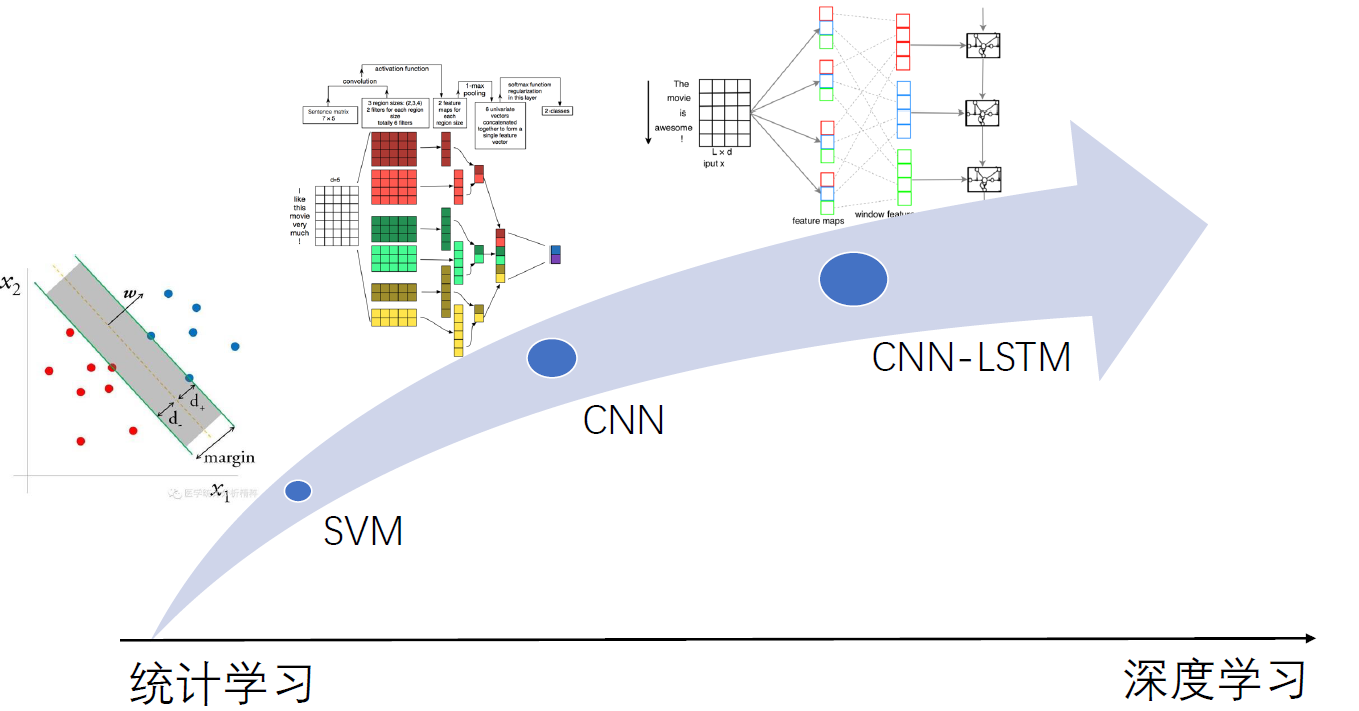 activation function
convolution
1-max
pooling
softmax function
regularization
in this layer
Sentence matrix
7 × 5
3 region sizes: (2,3,4)
2 filters for each region
size
totally 6 filters
2 feature
maps for
each
region size
6 univariate
vectors
concatenated
together to form a
single feature
vector
2-classes
d=5
I
like
this
movie
very
much
!
The
movie
is
awesome
!
L × d
iput x
feature maps
window feature
x2
w
d+
d-
margin
x1
SVM
CNN
CNN-LSTM
统计学习
深度学习